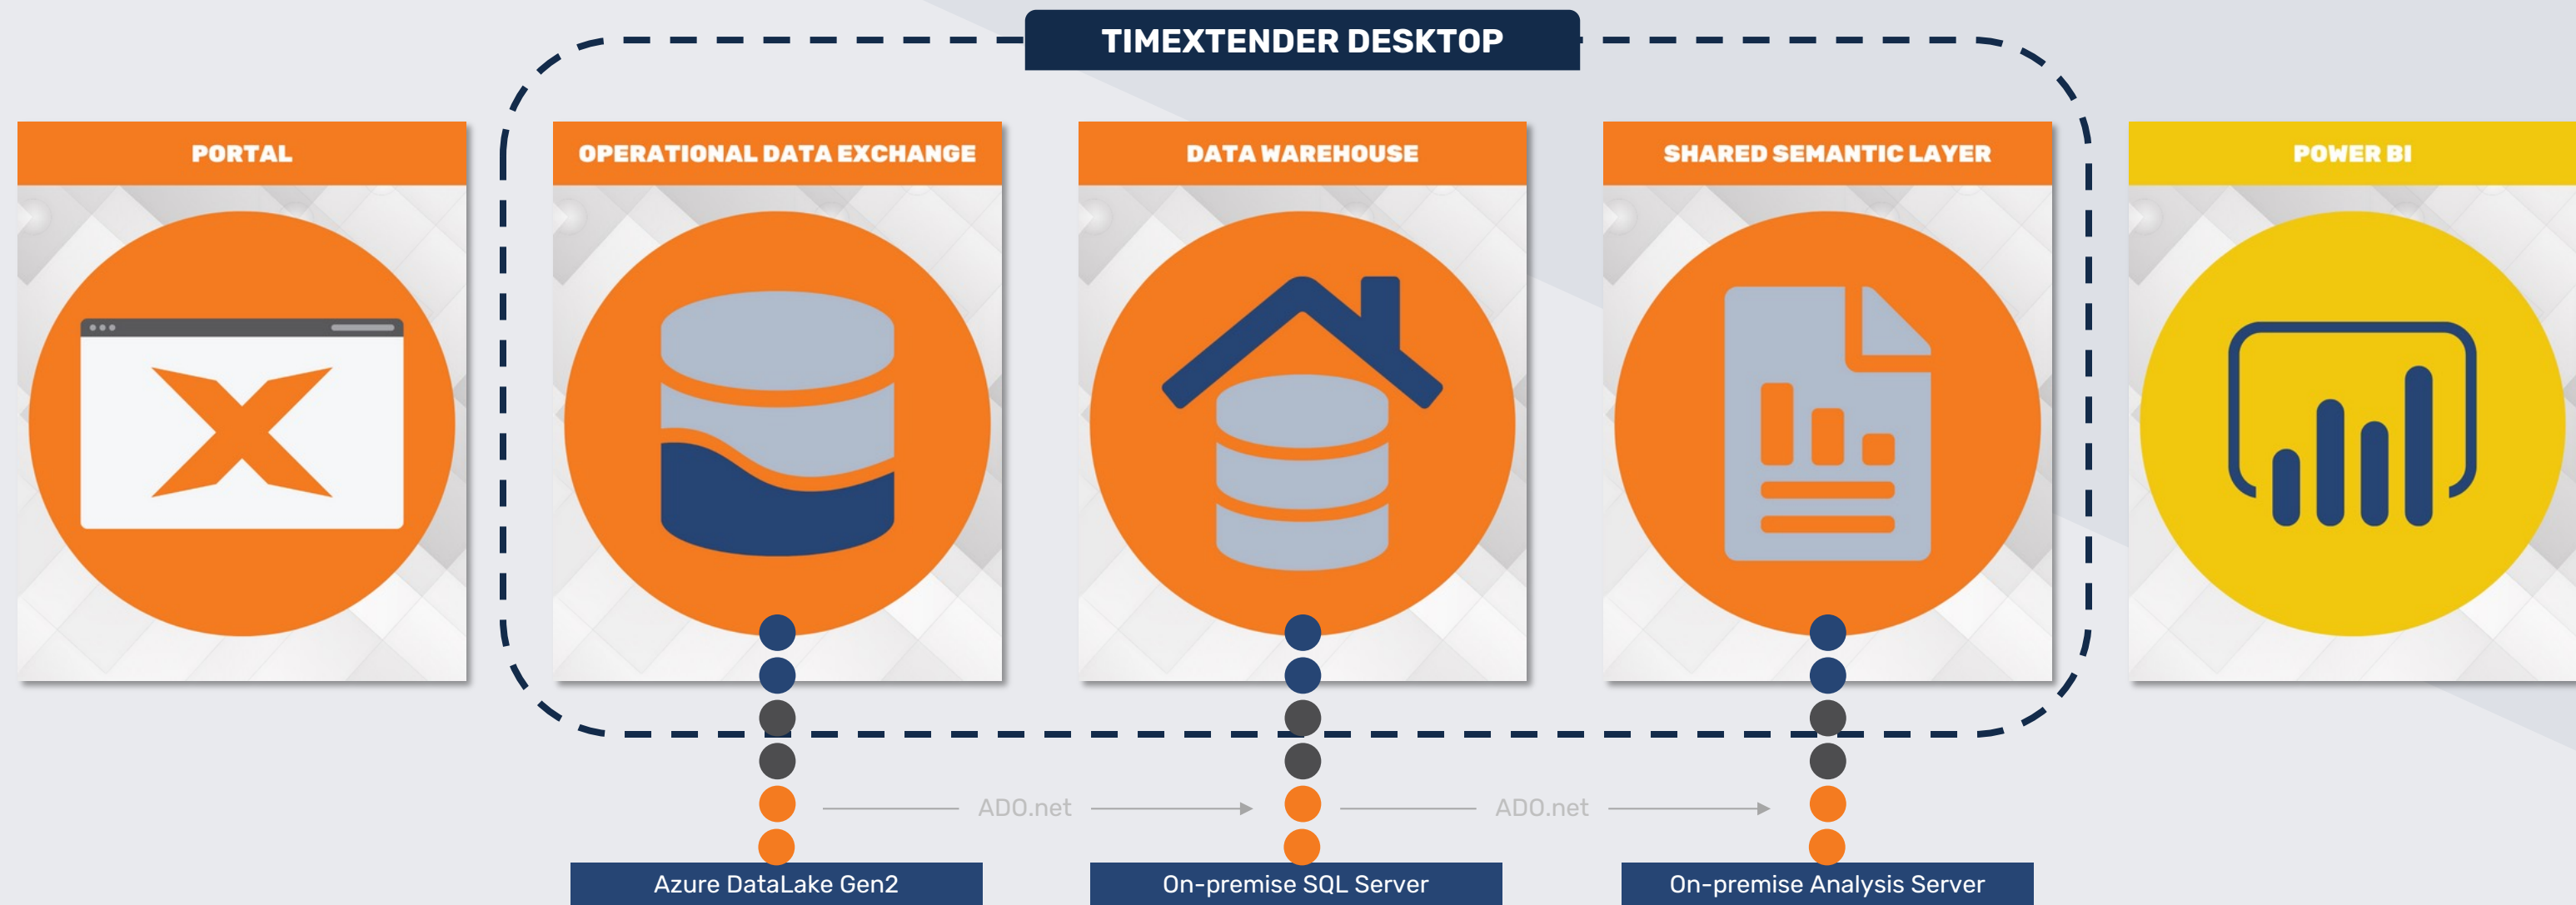 TIMEXTENDER DESKTOP
PORTAL
OPERATIONAL DATA EXCHANGE
DATA WAREHOUSE
SHARED SEMANTIC LAYER
POWER BI
ADO.net
ADO.net
Azure DataLake Gen2
On-premise SQL Server
On-premise Analysis Server